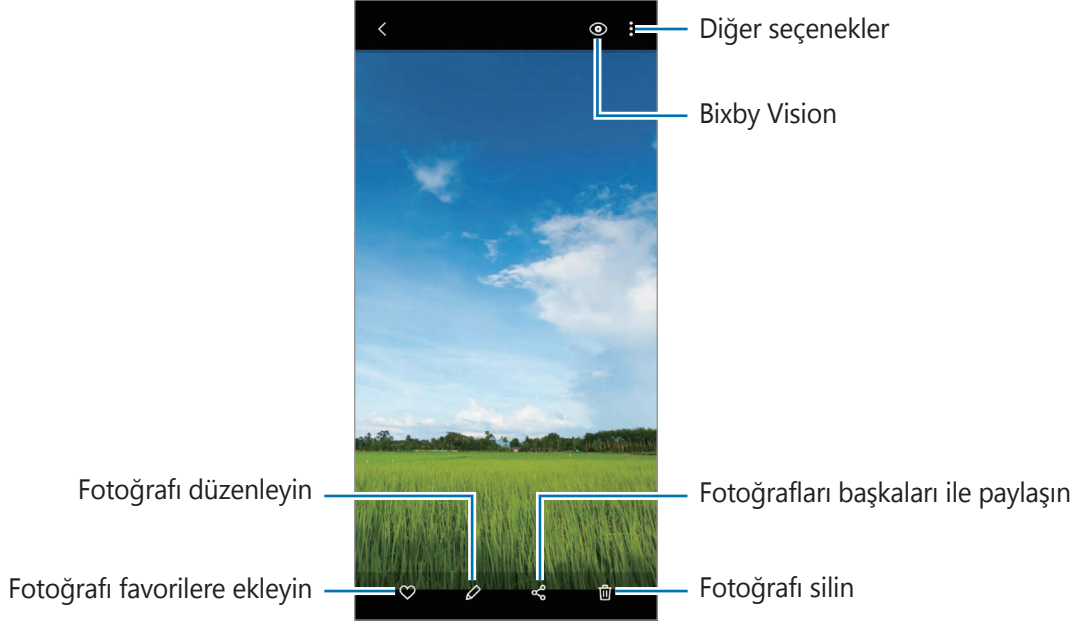 Diğer seçenekler
Bixby Vision
Fotoğrafı düzenleyin
Fotoğrafları başkaları ile paylaşın
Fotoğrafı favorilere ekleyin
Fotoğrafı silin